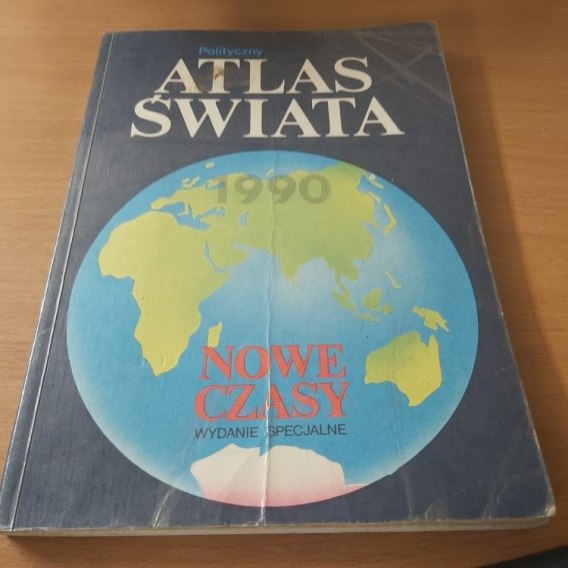 Polityczny
ATLAS
ŚWIATA
1990
NOWE
CZASY
WYDANIE SPECJALNE